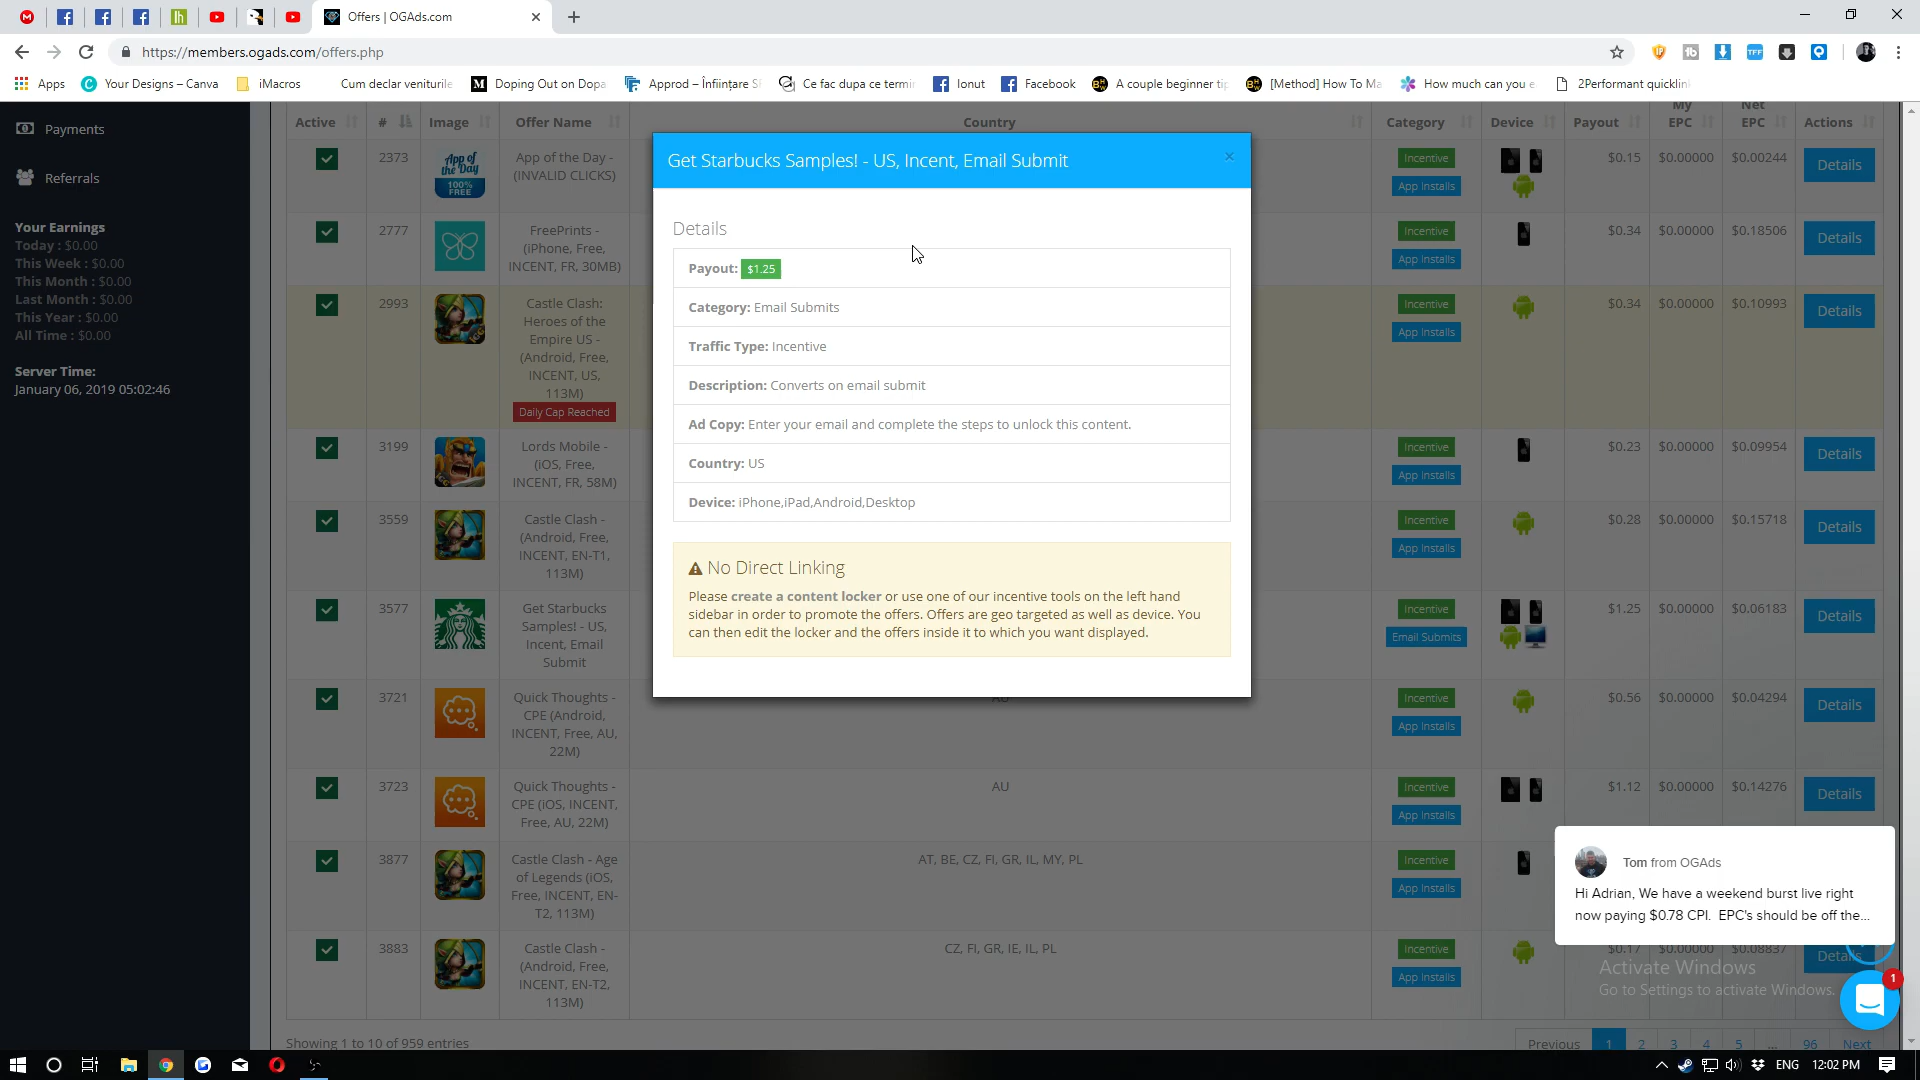 Offers | OGAds.com
https://members.ogads.com/offers.php
Apps
Your Designs – Canva
iMacros
Cum declar veniturile
Doping Out on Dopa
Approd – Înființare S
Ce fac dupa ce termi
Ionut
Facebook
A couple beginner ti
[Method] How To Ma
How much can you e
2Performant quicklin
Payments
Referrals
Your Earnings
Today : $0.00
This Week : $0.00
This Month : $0.00
Last Month : $0.00
This Year : $0.00
All Time : $0.00
Server Time:
January 06, 2019 05:02:46
Active # Image Offer Name Country Category Device Payout My EPC Net EPC Actions
2373
App of the Day
100% FREE
App of the Day -
(INVALID CLICKS)
Incentive
App Installs
$0.15 $0.00000 $0.00244 Details
2777
FreePrints -
(iPhone, Free,
INCENT, FR, 30MB)
Incentive
App Installs
$0.34 $0.00000 $0.18506 Details
2993
Castle Clash:
Heroes of the
Empire US -
(Android, Free,
INCENT, US,
113M)
Daily Cap Reached
Incentive
App Installs
$0.34 $0.00000 $0.10993 Details
3199
Lords Mobile -
(iOS, Free,
INCENT, FR, 58M)
Incentive
App Installs
$0.23 $0.00000 $0.09954 Details
3559
Castle Clash -
(Android, Free,
INCENT, EN-T1,
113M)
Incentive
App Installs
$0.28 $0.00000 $0.15718 Details
3577
Get Starbucks
Samples! - US,
Incent, Email
Submit
Incentive
Email Submits
$1.25 $0.00000 $0.06183 Details
3721
Quick Thoughts -
CPE (Android,
INCENT, Free, AU,
22M)
AU
Incentive
App Installs
$0.56 $0.00000 $0.04294 Details
3723
Quick Thoughts -
CPE (iOS, INCENT,
Free, AU, 22M)
AU
Incentive
App Installs
$1.12 $0.00000 $0.14276 Details
3877
Castle Clash - Age
of Legends (iOS,
Free, INCENT, EN-
T2, 113M)
AT, BE, CZ, FI, GR, IL, MY, PL
Incentive
App Installs
3883
Castle Clash -
(Android, Free,
INCENT, EN-T2,
113M)
CZ, FI, GR, IE, IL, PL
Incentive
App Installs
$0.17 $0.00000 $0.08837 Details
Showing 1 to 10 of 959 entries
Previous 1 2 3 4 5 ... 96 Next
Get Starbucks Samples! - US, Incent, Email Submit
×
Details
Payout: $1.25
Category: Email Submits
Traffic Type: Incentive
Description: Converts on email submit
Ad Copy: Enter your email and complete the steps to unlock this content.
Country: US
Device: iPhone,iPad,Android,Desktop
No Direct Linking
Please create a content locker or use one of our incentive tools on the left hand
sidebar in order to promote the offers. Offers are geo targeted as well as device. You
can then edit the locker and the offers inside it to which you want displayed.
Tom from OGAds
Hi Adrian, We have a weekend burst live right
now paying $0.78 CPI. EPC's should be off the...
1
Activate Windows
Go to Settings to activate Windows.
ENG
12:02 PM